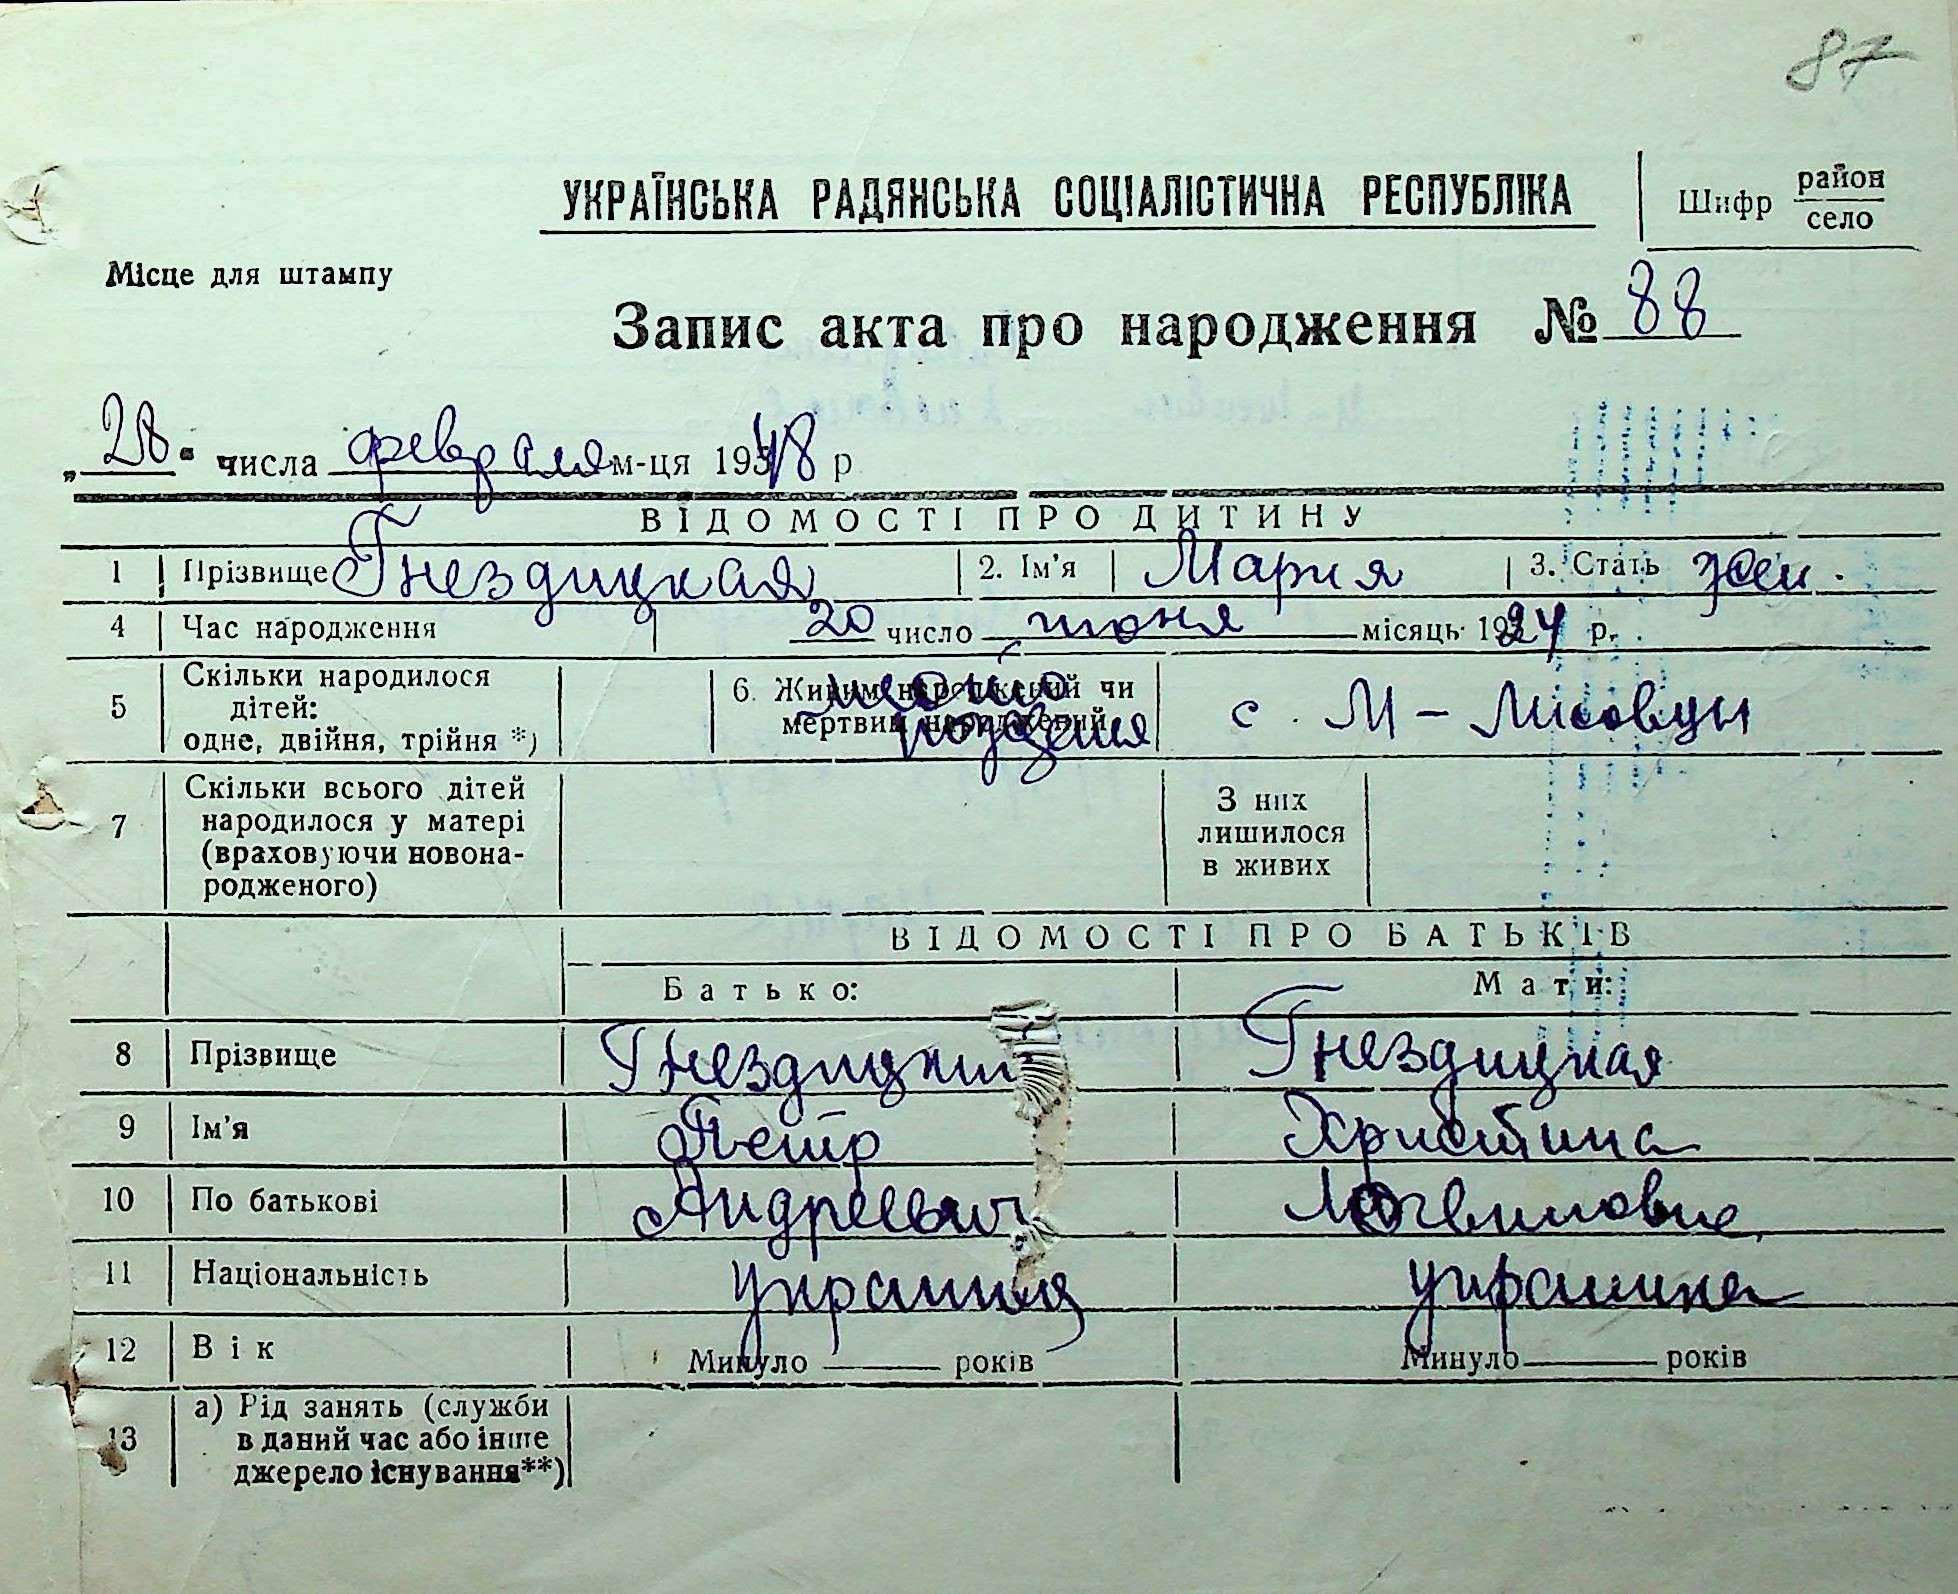 87
УКРАЇНСЬКА РАДЯНСЬКА СОЦІАЛІСТИЧНА РЕСПУБЛІКА
Шифр район
село
Місце для штампу
Запис акта про народження № 88
„28" числа февраля м-ця 1948 р
ВІДОМОСТІ ПРО ДИТИНУ
1 Прізвище Гнездицкая 2. Ім'я Мария 3. Стать жен.
4 Час народження 20 число июня місяць 1924 р.
5 Скільки народилося дітей: одне, двійня, трійня *)
6. Живим народжений чи мертвим народжений
место рождения
с. М-
7 Скільки всього дітей народилося у матері (враховуючи новонародженого)
З них лишилося в живих
ВІДОМОСТІ ПРО БАТЬКІВ
Батько: Мати:
8 Прізвище Гнездицкий Гнездицкая
9 Ім'я Петр Христина
10 По батькові Андреевич Логвиновна
11 Національність украинка
12 Вік Минуло років Минуло років
13 а) Рід занять (служби в даний час або інше джерело існування**)